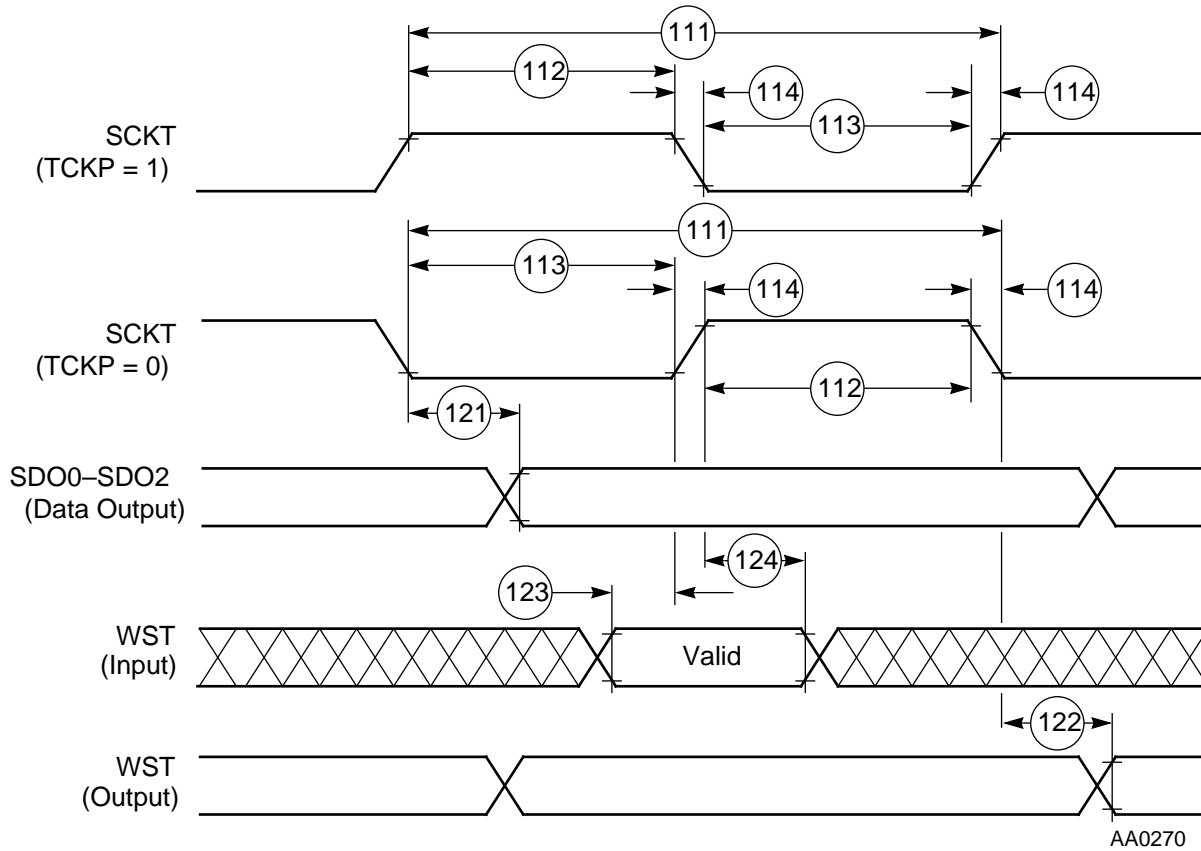 111
112
114
114
113
SCKT
(TCKP = 1)
111
113
114
114
SCKT
(TCKP = 0)
112
121
SDO0–SDO2
(Data Output)
124
123
WST
(Input)
Valid
122
WST
(Output)
AA0270